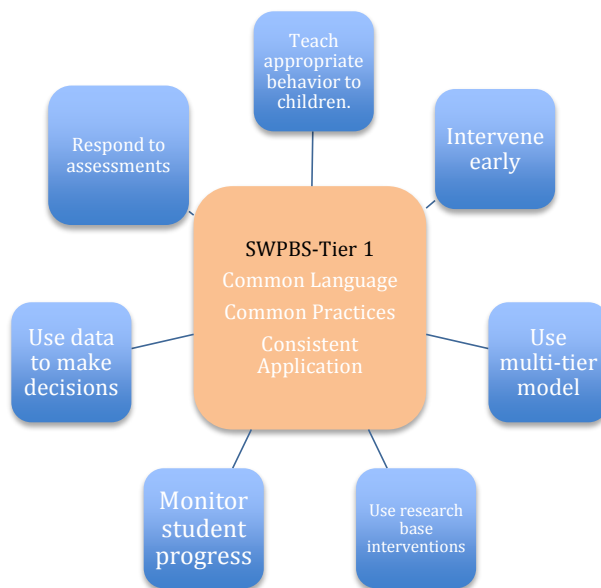 Teach
appropriate
behavior to
children.
Intervene
early
Use
multi-tier
model
Use research
base
interventions
Monitor
student
progress
Use data
to make
decisions
Respond to
assessments
SWPBS-Tier 1
Common Language
Common Practices
Consistent
Application